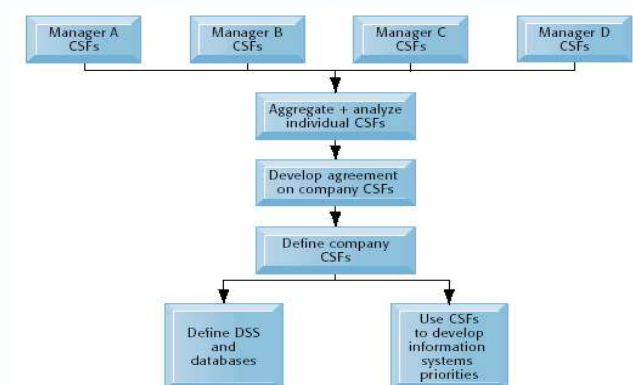 Manager A
CSFs
Manager B
CSFs
Manager C
CSFs
Manager D
CSFs
Aggregate + analyze
individual CSFs
Develop agreement
on company CSFs
Define company
CSFs
Define DSS
and
databases
Use CSFs
to develop
information
systems
priorities